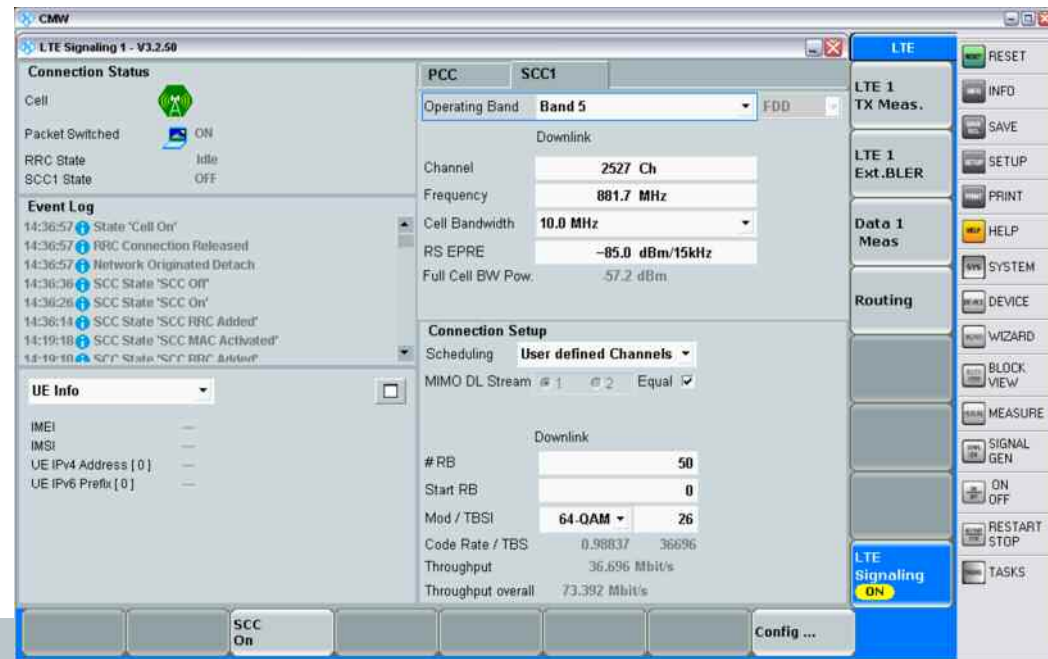 CMW
LTE Signaling 1 - V3.2.50
Connection Status
Cell
Packet Switched ON
RRC State Idle
SCC1 State OFF
Event Log
14:36:57 State 'Cell On'
14:36:57 RRC Connection Released
14:36:57 Network Originated Detach
14:36:36 SCC State 'SCC Off'
14:36:26 SCC State 'SCC On'
14:36:14 SCC State 'SCC RRC Added'
14:19:18 SCC State 'SCC MAC Activated'
14:19:10 SCC State 'SCC RRC Added'
UE Info
IMEI ---
IMSI ---
UE IPv4 Address [ 0 ] ---
UE IPv6 Prefix [ 0 ] ---
PCC SCC1
Operating Band Band 5 FDD
Downlink
Channel 2527 Ch
Frequency 881.7 MHz
Cell Bandwidth 10.0 MHz
RS EPRE -85.0 dBm/15kHz
Full Cell BW Pow. -57.2 dBm
Connection Setup
Scheduling User defined Channels
MIMO DL Stream 1 2 Equal
Downlink
# RB 50
Start RB 0
Mod / TBSI 64-QAM 26
Code Rate / TBS 0.98837 36696
Throughput 36.696 Mbit/s
Throughput overall 73.392 Mbit/s
LTE
LTE 1
TX Meas.
LTE 1
Ext.BLER
Data 1
Meas
Routing
LTE
Signaling
ON
RESET
INFO
SAVE
SETUP
PRINT
HELP
SYSTEM
DEVICE
WIZARD
BLOCK
VIEW
MEASURE
SIGNAL
GEN
ON
OFF
RESTART
STOP
TASKS
SCC
On
Config ...